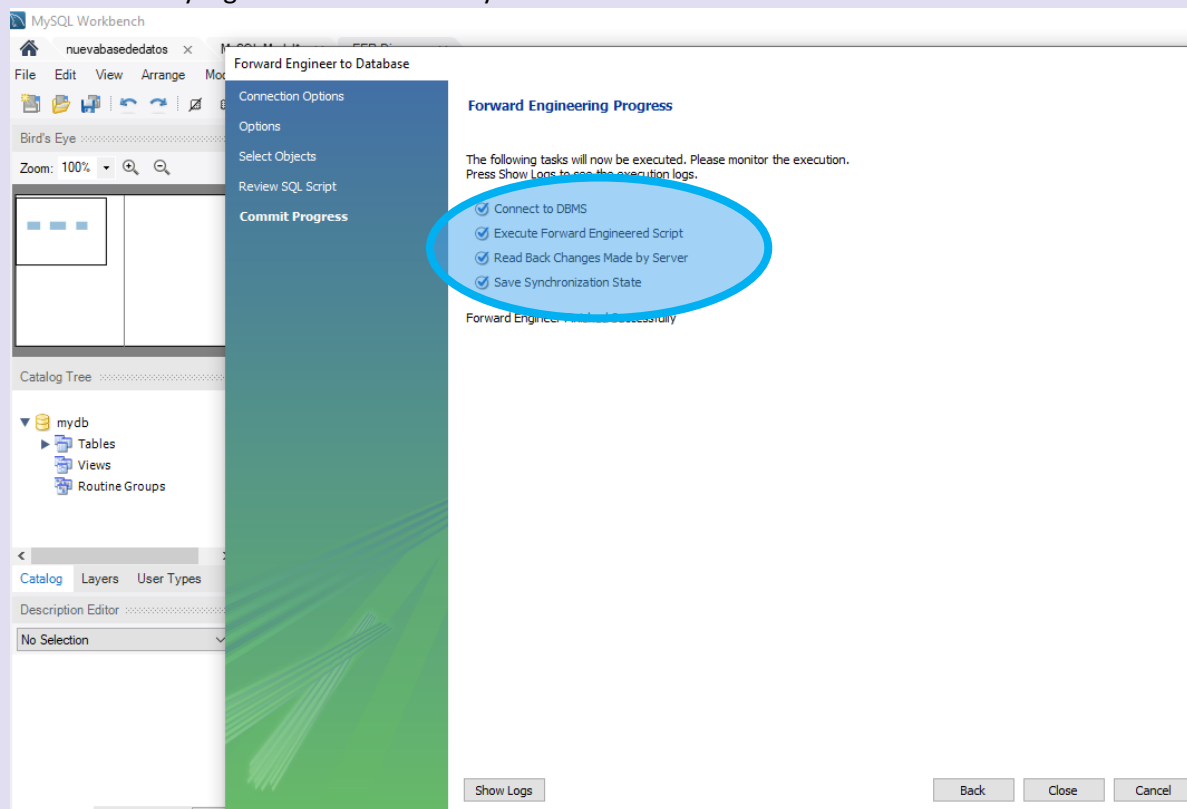 MySQL Workbench
nuevabasededatos
File Edit View Arrange
Forward Engineer to Database
Bird's Eye
Zoom: 100%
Connection Options
Options
Select Objects
Review SQL Script
Commit Progress
Forward Engineering Progress
The following tasks will now be executed. Please monitor the execution.
Press Show Logs to see the execution logs.
Connect to DBMS
Execute Forward Engineered Script
Read Back Changes Made by Server
Save Synchronization State
Forward Engineer Finished Successfully
Catalog Tree
mydb
Tables
Views
Routine Groups
Catalog Layers User Types
Description Editor
No Selection
Show Logs Back Close Cancel